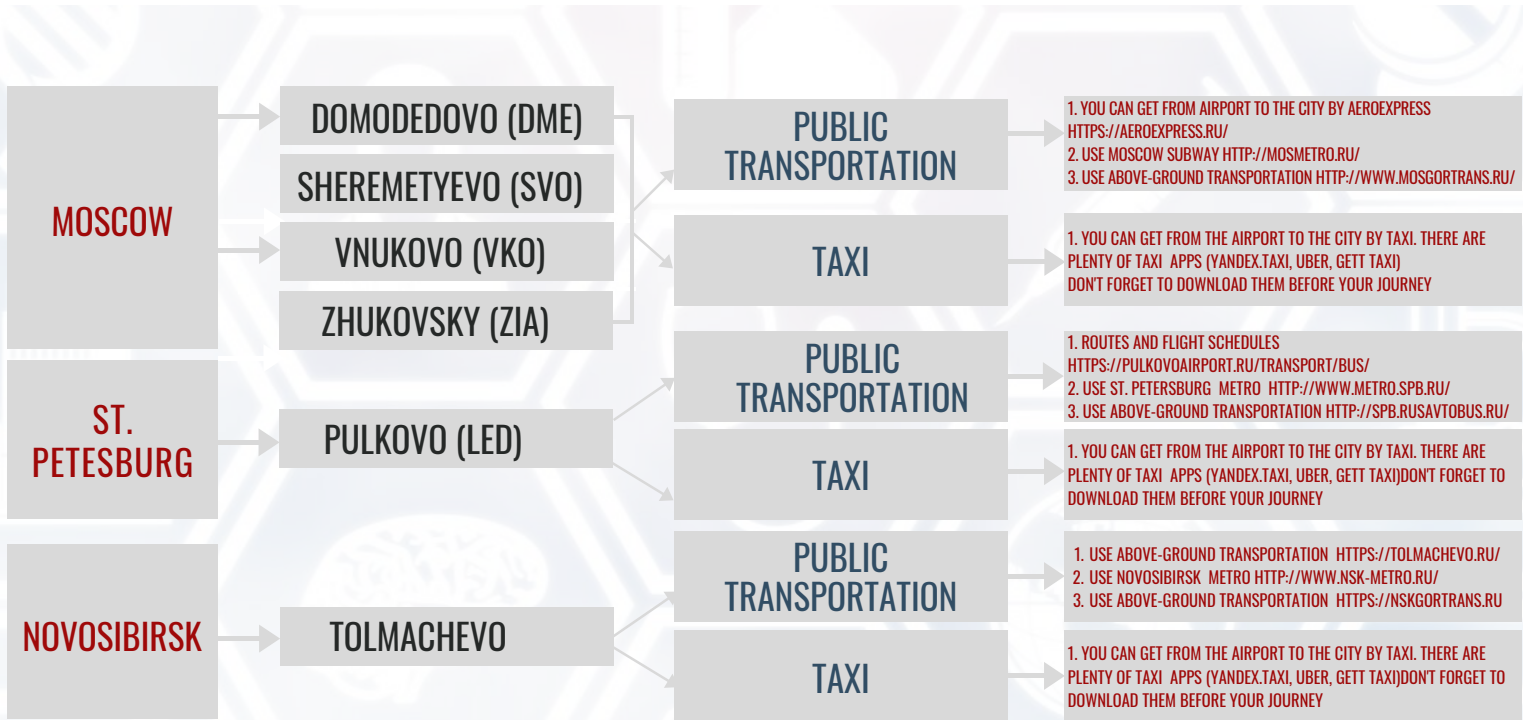 MOSCOW
DOMODEDOVO (DME)
SHEREMETYEVO (SVO)
VNUKOVO (VKO)
ZHUKOVSKY (ZIA)
PUBLIC
TRANSPORTATION
1. YOU CAN GET FROM AIRPORT TO THE CITY BY AEROEXPRESS
HTTPS://AEROEXPRESS.RU/
2. USE MOSCOW SUBWAY HTTP://MOSMETRO.RU/
3. USE ABOVE-GROUND TRANSPORTATION HTTP://WWW.MOSGORTRANS.RU/
TAXI
1. YOU CAN GET FROM THE AIRPORT TO THE CITY BY TAXI. THERE ARE
PLENTY OF TAXI APPS (YANDEX.TAXI, UBER, GETT TAXI)
DON'T FORGET TO DOWNLOAD THEM BEFORE YOUR JOURNEY
ST.
PETESBURG
PULKOVO (LED)
PUBLIC
TRANSPORTATION
1. ROUTES AND FLIGHT SCHEDULES
HTTPS://PULKOVOAIRPORT.RU/TRANSPORT/BUS/
2. USE ST. PETERSBURG METRO HTTP://WWW.METRO.SPB.RU/
3. USE ABOVE-GROUND TRANSPORTATION HTTP://SPB.RUSAVTOBUS.RU/
TAXI
1. YOU CAN GET FROM THE AIRPORT TO THE CITY BY TAXI. THERE ARE
PLENTY OF TAXI APPS (YANDEX.TAXI, UBER, GETT TAXI)DON'T FORGET TO
DOWNLOAD THEM BEFORE YOUR JOURNEY
NOVOSIBIRSK
TOLMACHEVO
PUBLIC
TRANSPORTATION
1. USE ABOVE-GROUND TRANSPORTATION HTTPS://TOLMACHEVO.RU/
2. USE NOVOSIBIRSK METRO HTTP://WWW.NSK-METRO.RU/
3. USE ABOVE-GROUND TRANSPORTATION HTTPS://NSKGORTRANS.RU
TAXI
1. YOU CAN GET FROM THE AIRPORT TO THE CITY BY TAXI. THERE ARE
PLENTY OF TAXI APPS (YANDEX.TAXI, UBER, GETT TAXI)DON'T FORGET TO
DOWNLOAD THEM BEFORE YOUR JOURNEY